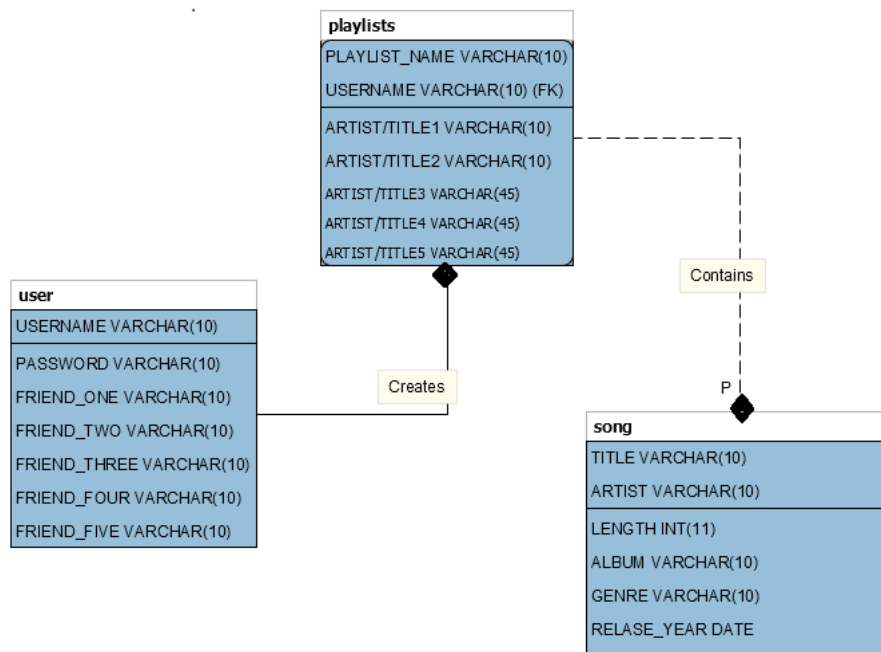 playlists
PLAYLIST_NAME VARCHAR(10)
USERNAME VARCHAR(10) (FK)
ARTIST/TITLE1 VARCHAR(10)
ARTIST/TITLE2 VARCHAR(10)
ARTIST/TITLE3 VARCHAR(45)
ARTIST/TITLE4 VARCHAR(45)
ARTIST/TITLE5 VARCHAR(45)
Contains
user
USERNAME VARCHAR(10)
PASSWORD VARCHAR(10)
FRIEND_ONE VARCHAR(10)
FRIEND_TWO VARCHAR(10)
FRIEND_THREE VARCHAR(10)
FRIEND_FOUR VARCHAR(10)
FRIEND_FIVE VARCHAR(10)
Creates
P
song
TITLE VARCHAR(10)
ARTIST VARCHAR(10)
LENGTH INT(11)
ALBUM VARCHAR(10)
GENRE VARCHAR(10)
RELASE_YEAR DATE